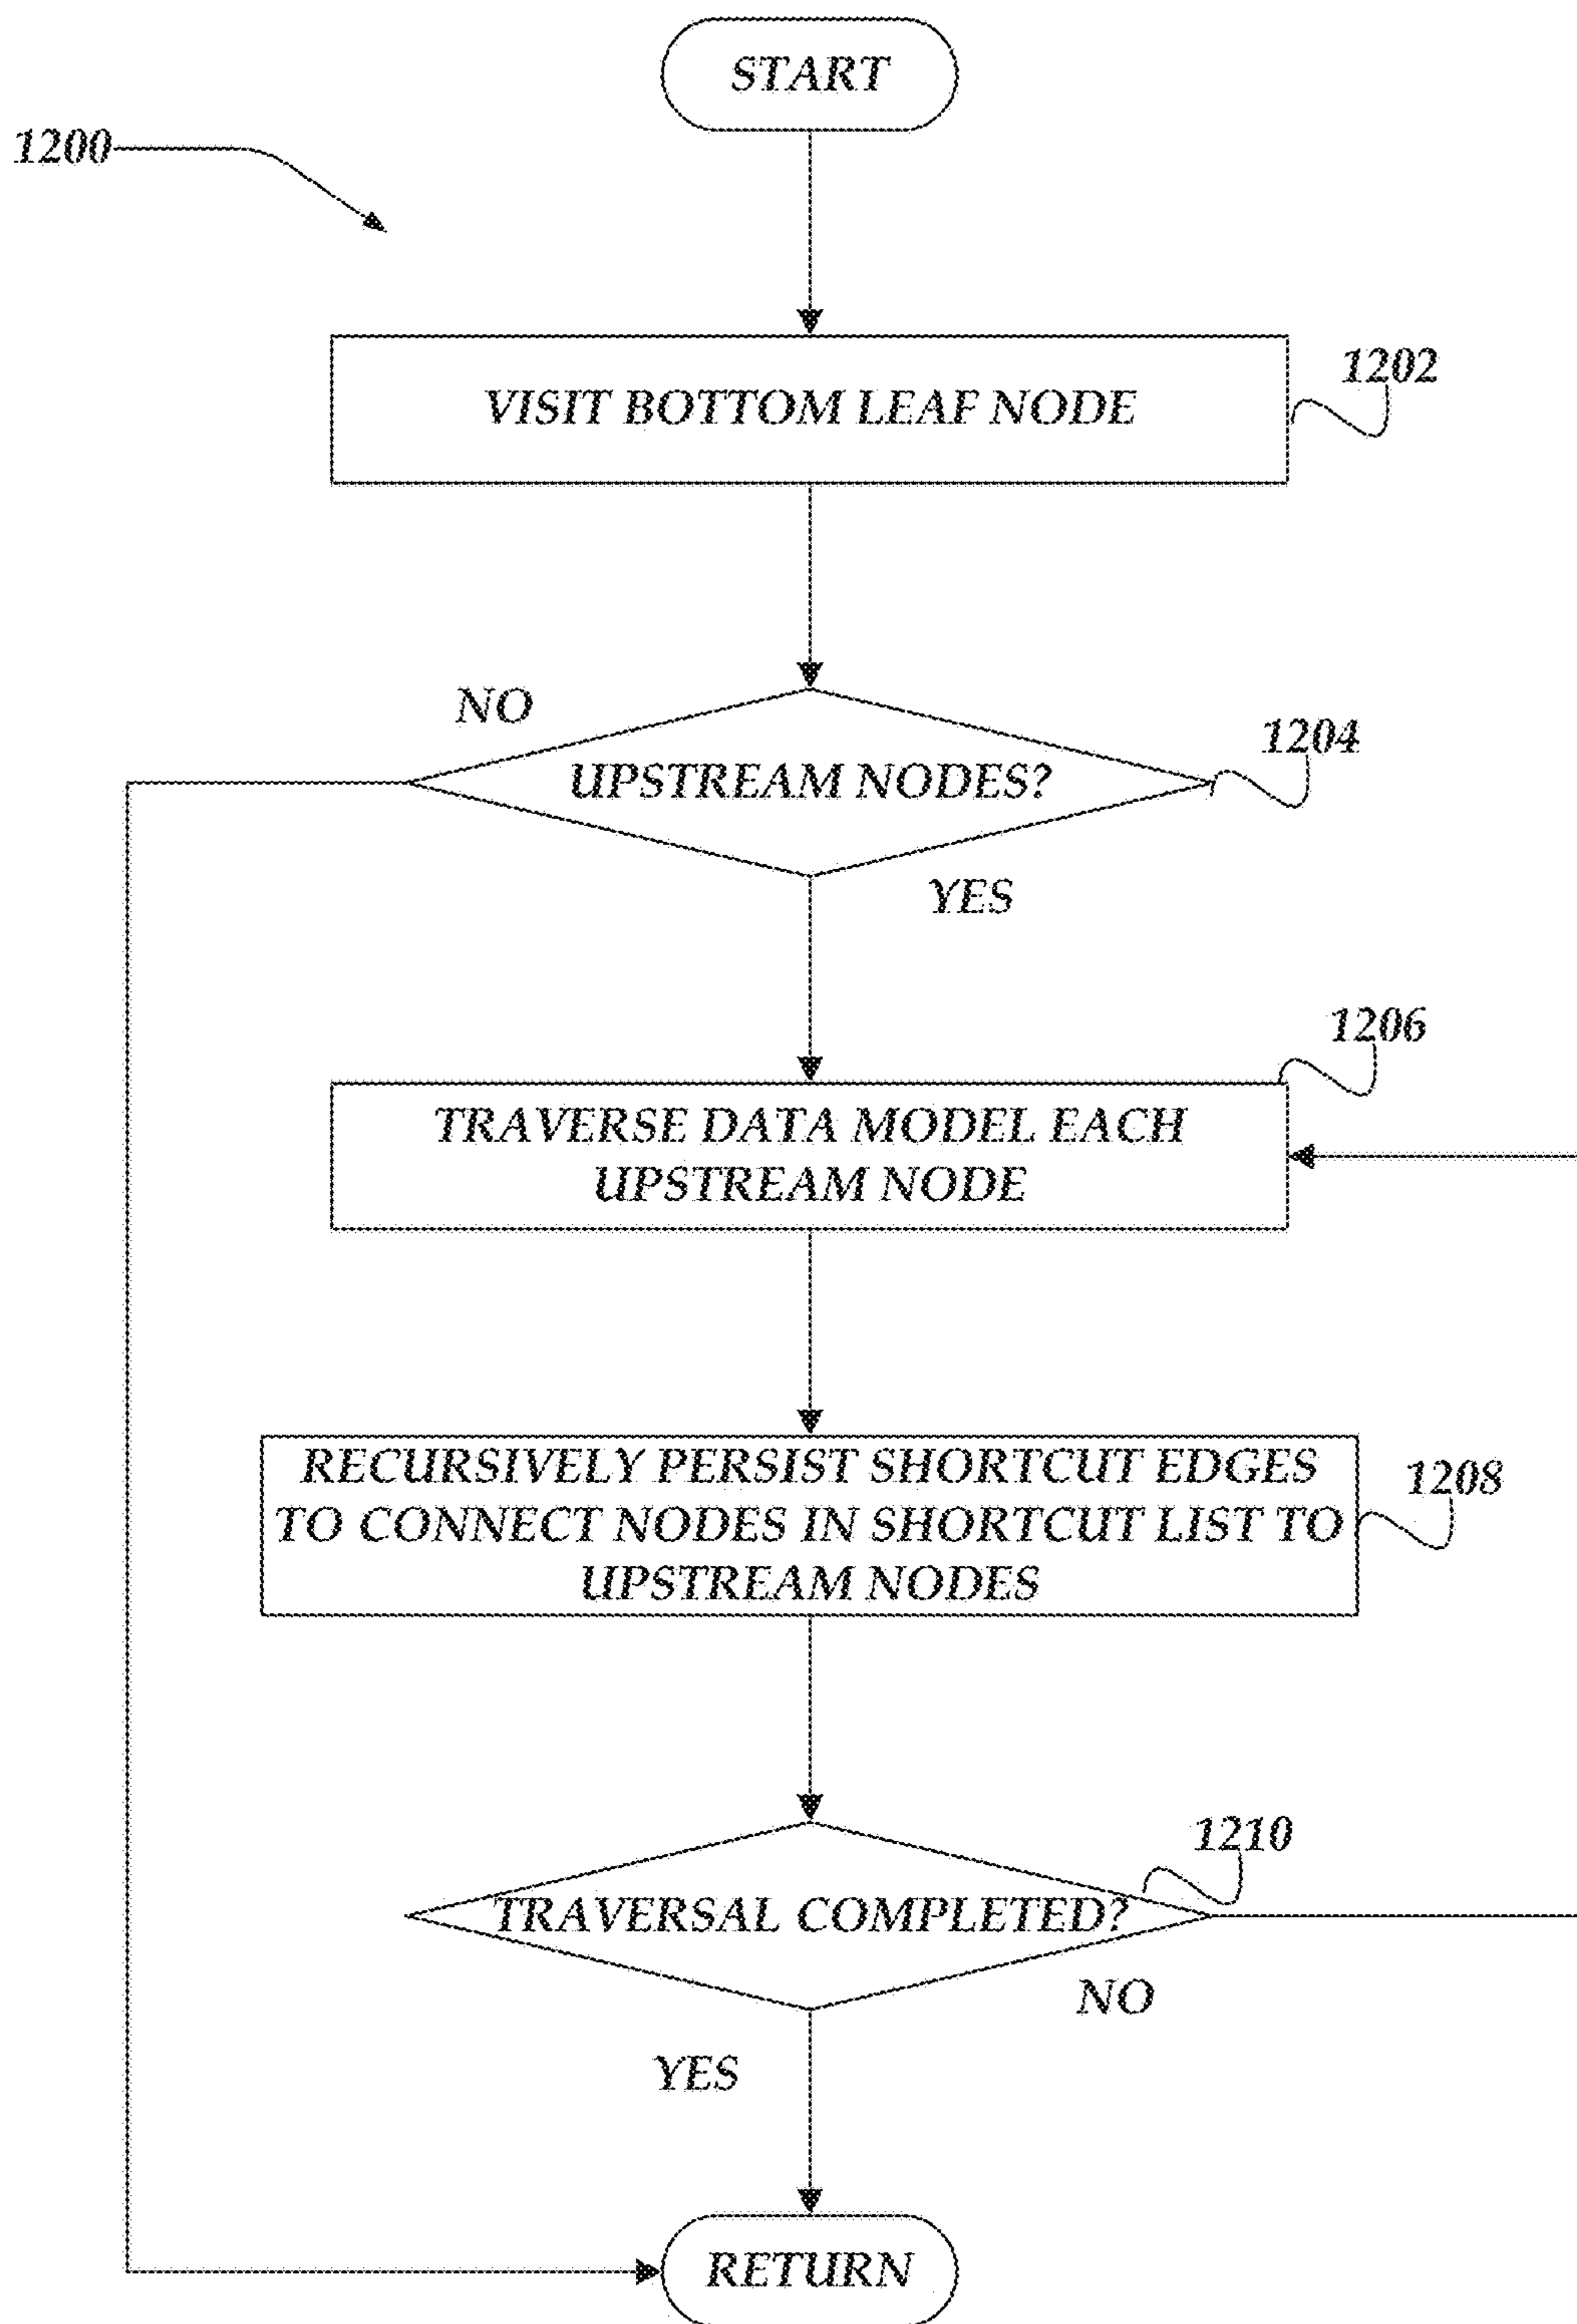 START
1200
VISIT BOTTOM LEAF NODE
1202
NO
UPSTREAM NODES?
1204
YES
1206
TRAVERSE DATA MODEL EACH
UPSTREAM NODE
RECURSIVELY PERSIST SHORTCUT EDGES
TO CONNECT NODES IN SHORTCUT LIST TO
UPSTREAM NODES
1208
1210
TRAVERSAL COMPLETED?
NO
YES
RETURN